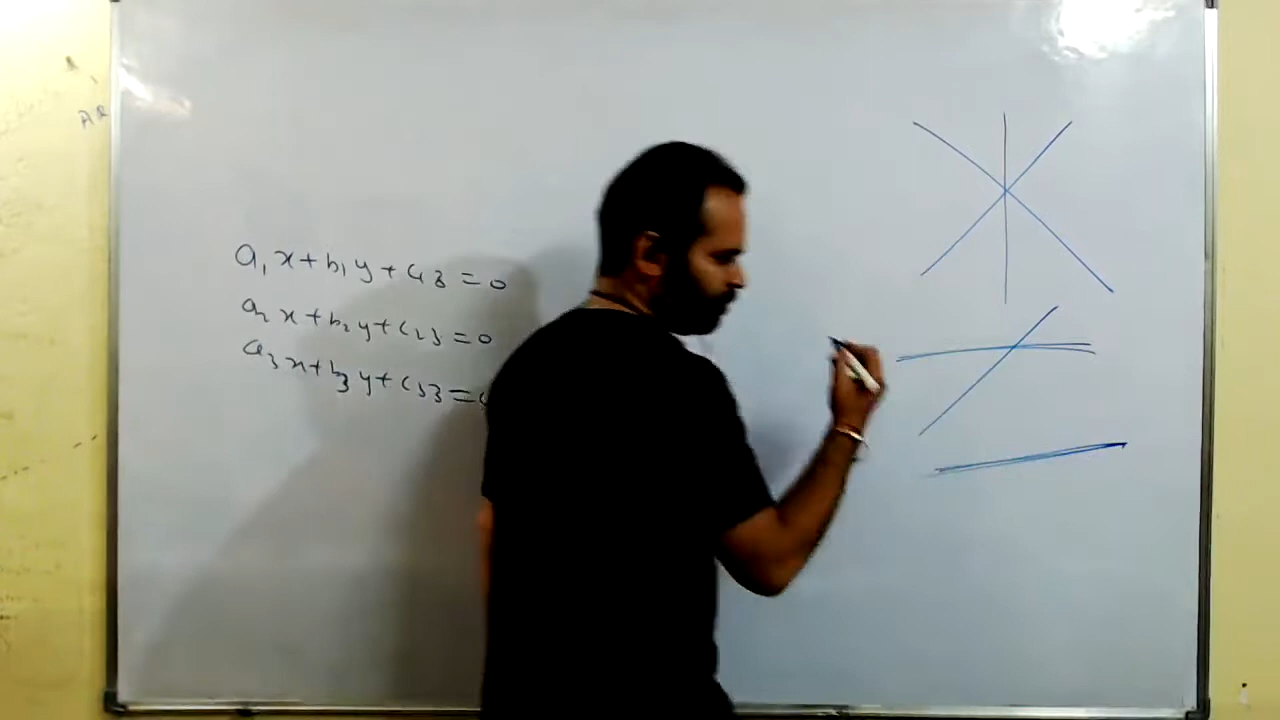 a₁x+b₁y+c₁z=0
a₂x+b₂y+c₂z=0
a₃x+b₃y+c₃z=